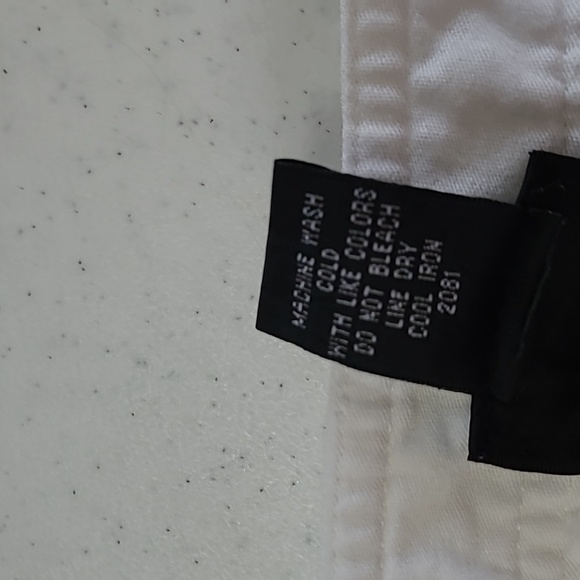 MACHINE WASH
COLD
WITH LIKE COLORS
DO NOT BLEACH
LINE DRY
COOL IRON
2081